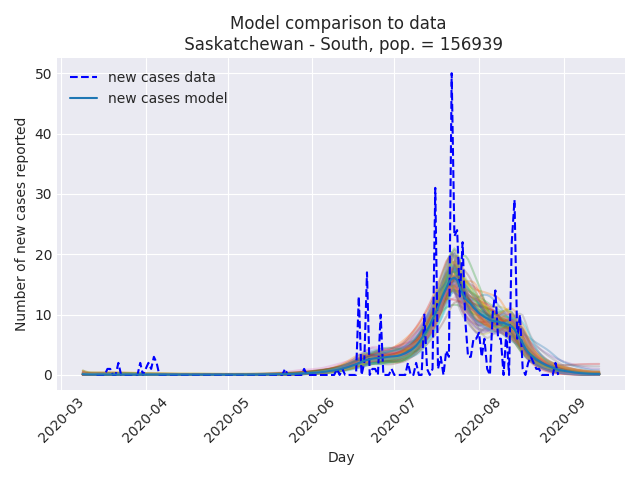 Model comparison to data
Saskatchewan - South, pop. = 156939
new cases data
new cases model
Number of new cases reported
50
40
30
20
10
0
2020-03
2020-04
2020-05
2020-06
2020-07
2020-08
2020-09
Day